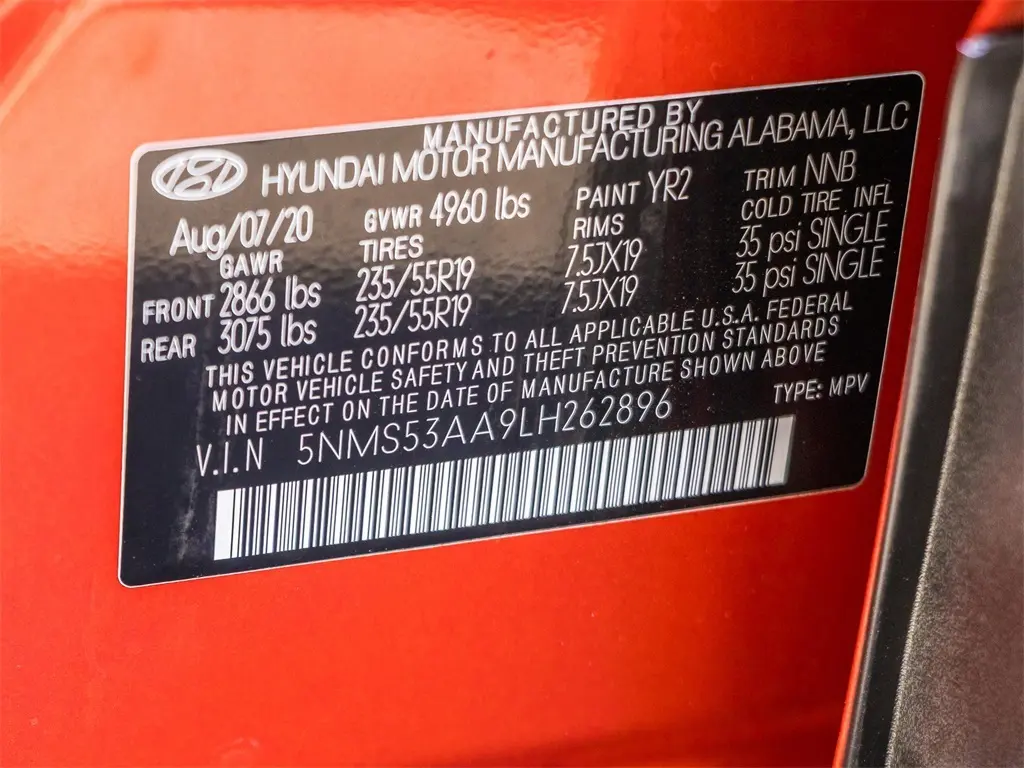 MANUFACTURED BY
HYUNDAI MOTOR MANUFACTURING ALABAMA, LLC
Aug/07/20 GVWR 4960 lbs PAINT YR2 TRIM NNB
GAWR TIRES RIMS COLD TIRE INFL
FRONT 2866 lbs 235/55R19 7.5JX19 35 psi SINGLE
REAR 3075 lbs 235/55R19 7.5JX19 35 psi SINGLE
THIS VEHICLE CONFORMS TO ALL APPLICABLE U.S.A. FEDERAL
MOTOR VEHICLE SAFETY AND THEFT PREVENTION STANDARDS
IN EFFECT ON THE DATE OF MANUFACTURE SHOWN ABOVE
V.I.N 5NMS53AA9LH262896 TYPE: MPV